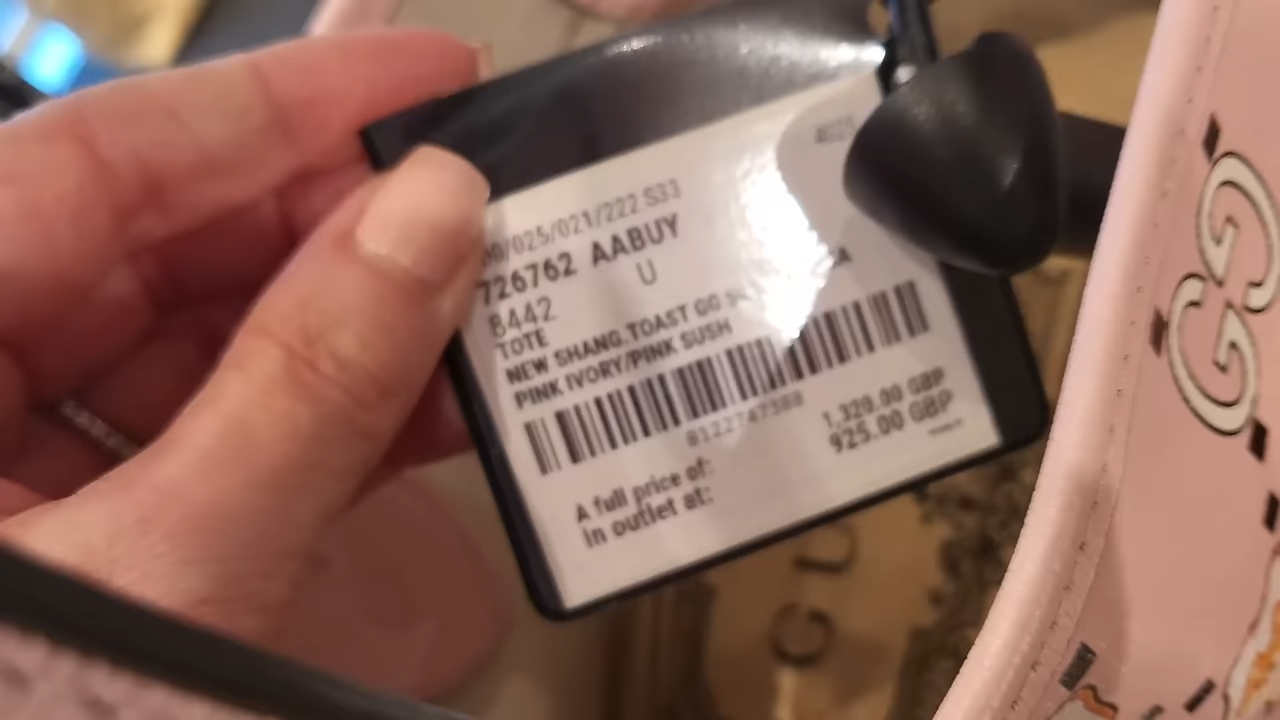 /025/021/222 S33
726762 AABUY
8442 U
TOTE
NEW SHANG.TOAST GG
PINK IVORY/PINK SUSH
1,320.00 GBP
925.00 GBP
A full price of:
In outlet at: